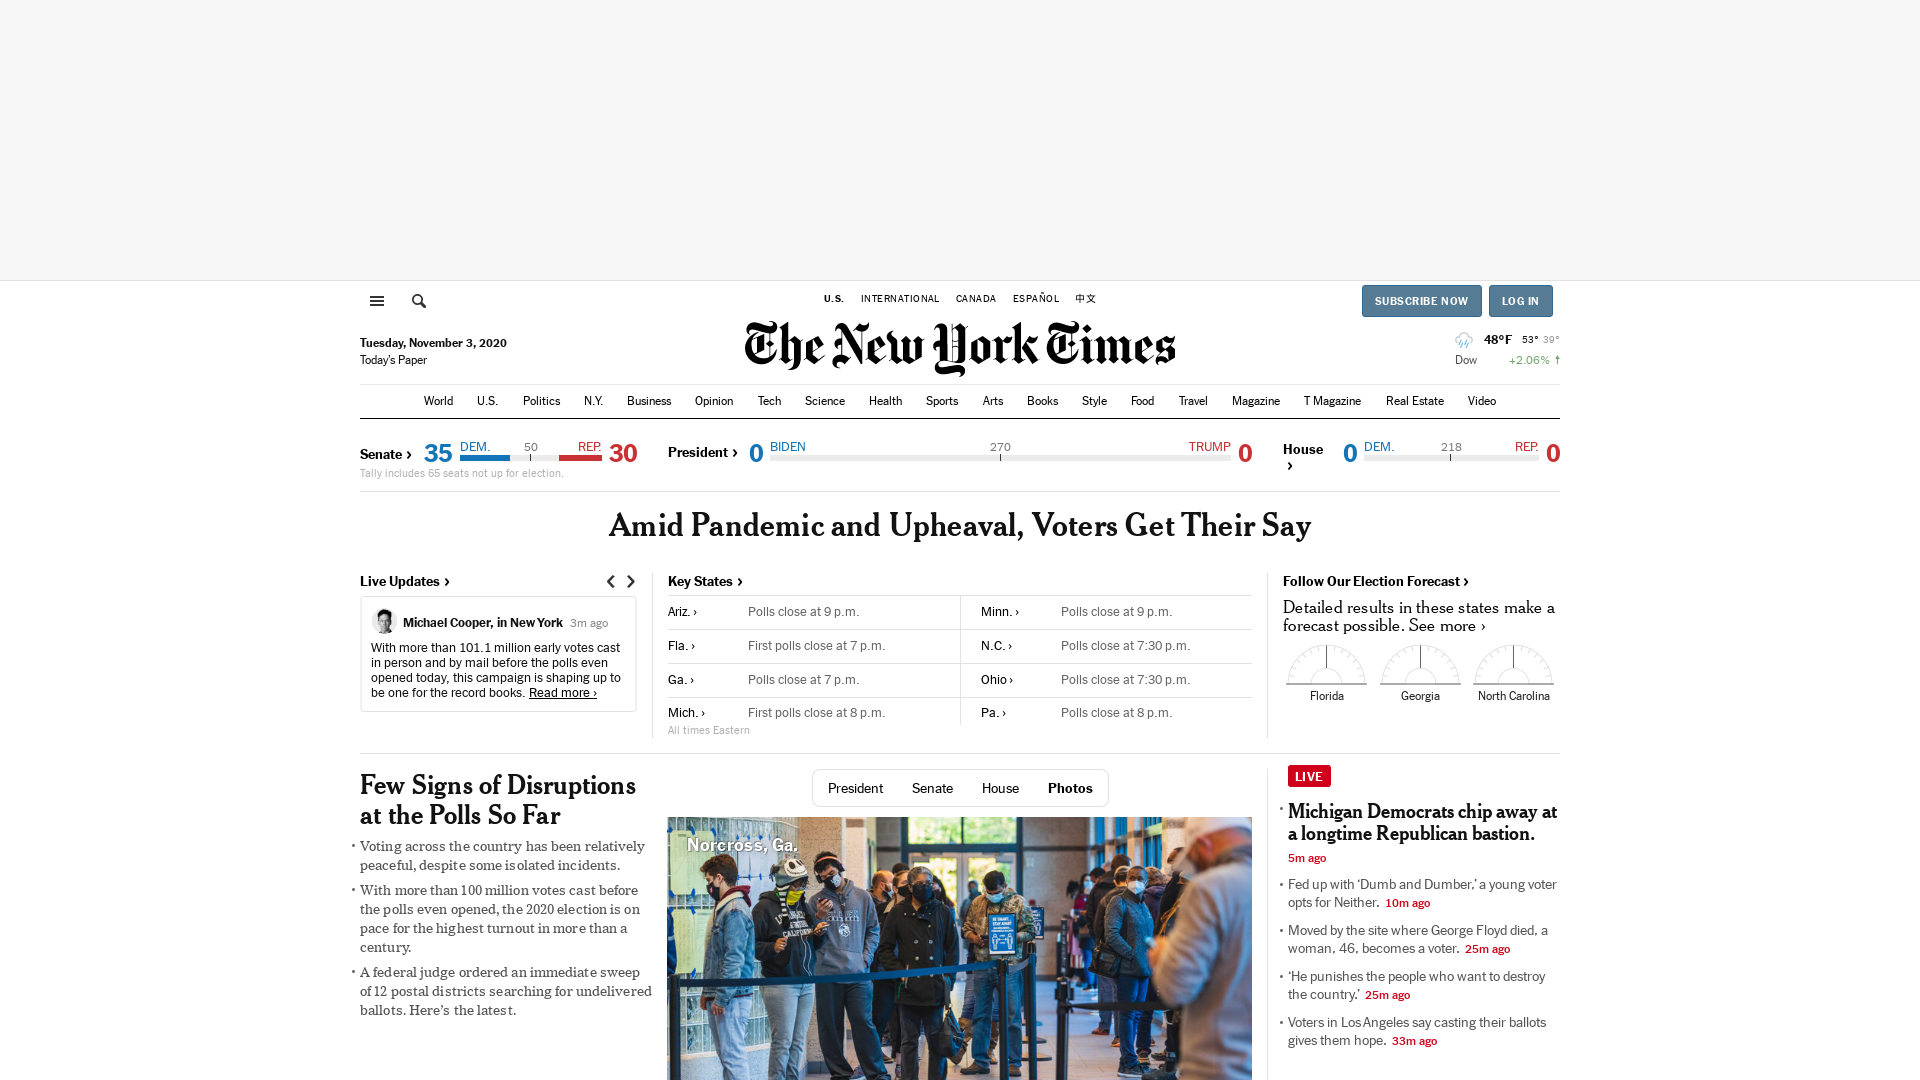 U.S. INTERNATIONAL CANADA ESPAÑOL 中文
SUBSCRIBE NOW LOG IN
Tuesday, November 3, 2020
Today's Paper
The New York Times
48°F 53° 39°
Dow +2.06% ↑
World U.S. Politics N.Y. Business Opinion Tech Science Health Sports Arts Books Style Food Travel Magazine T Magazine Real Estate Video
Senate › 35 DEM. 50 REP. 30
Tally includes 65 seats not up for election.
President › 0 BIDEN 270 TRUMP 0
House › 0 DEM. 218 REP. 0
Amid Pandemic and Upheaval, Voters Get Their Say
Live Updates ›
Michael Cooper, in New York 3m ago
With more than 101.1 million early votes cast
in person and by mail before the polls even
opened today, this campaign is shaping up to
be one for the record books. Read more ›
Key States ›
Ariz. › Polls close at 9 p.m.
Fla. › First polls close at 7 p.m.
Ga. › Polls close at 7 p.m.
Mich. › First polls close at 8 p.m.
Minn. › Polls close at 9 p.m.
N.C. › Polls close at 7:30 p.m.
Ohio › Polls close at 7:30 p.m.
Pa. › Polls close at 8 p.m.
All times Eastern
Follow Our Election Forecast ›
Detailed results in these states make a
forecast possible. See more ›
Florida Georgia North Carolina
Few Signs of Disruptions
at the Polls So Far
• Voting across the country has been relatively
peaceful, despite some isolated incidents.
• With more than 100 million votes cast before
the polls even opened, the 2020 election is on
pace for the highest turnout in more than a
century.
• A federal judge ordered an immediate sweep
of 12 postal districts searching for undelivered
ballots. Here's the latest.
President Senate House Photos
Norcross, Ga.
LIVE
• Michigan Democrats chip away at
a longtime Republican bastion.
5m ago
• Fed up with ‘Dumb and Dumber,’ a young voter
opts for Neither. 10m ago
• Moved by the site where George Floyd died, a
woman, 46, becomes a voter. 25m ago
• ‘He punishes the people who want to destroy
the country.’ 25m ago
• Voters in Los Angeles say casting their ballots
gives them hope. 33m ago